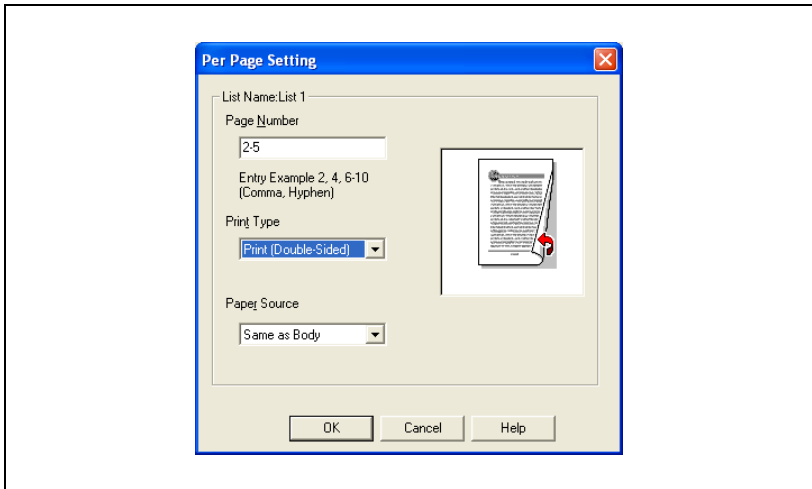 Per Page Setting
List Name:List 1
Page Number
2-5
Entry Example 2, 4, 6-10
(Comma, Hyphen)
Print Type
Print (Double-Sided)
Paper Source
Same as Body
OK Cancel Help